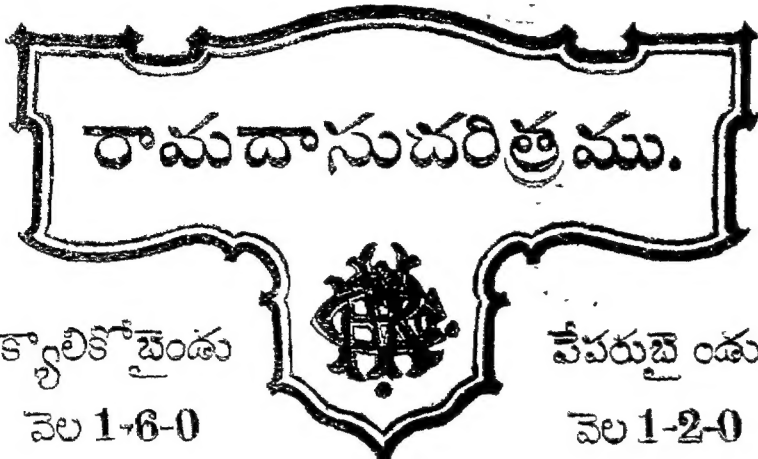 రామదాసుచరిత్రము.
క్యాలికోబైండు
వెల 1-6-0
పేపరుబై ండు
వెల 1-2-0